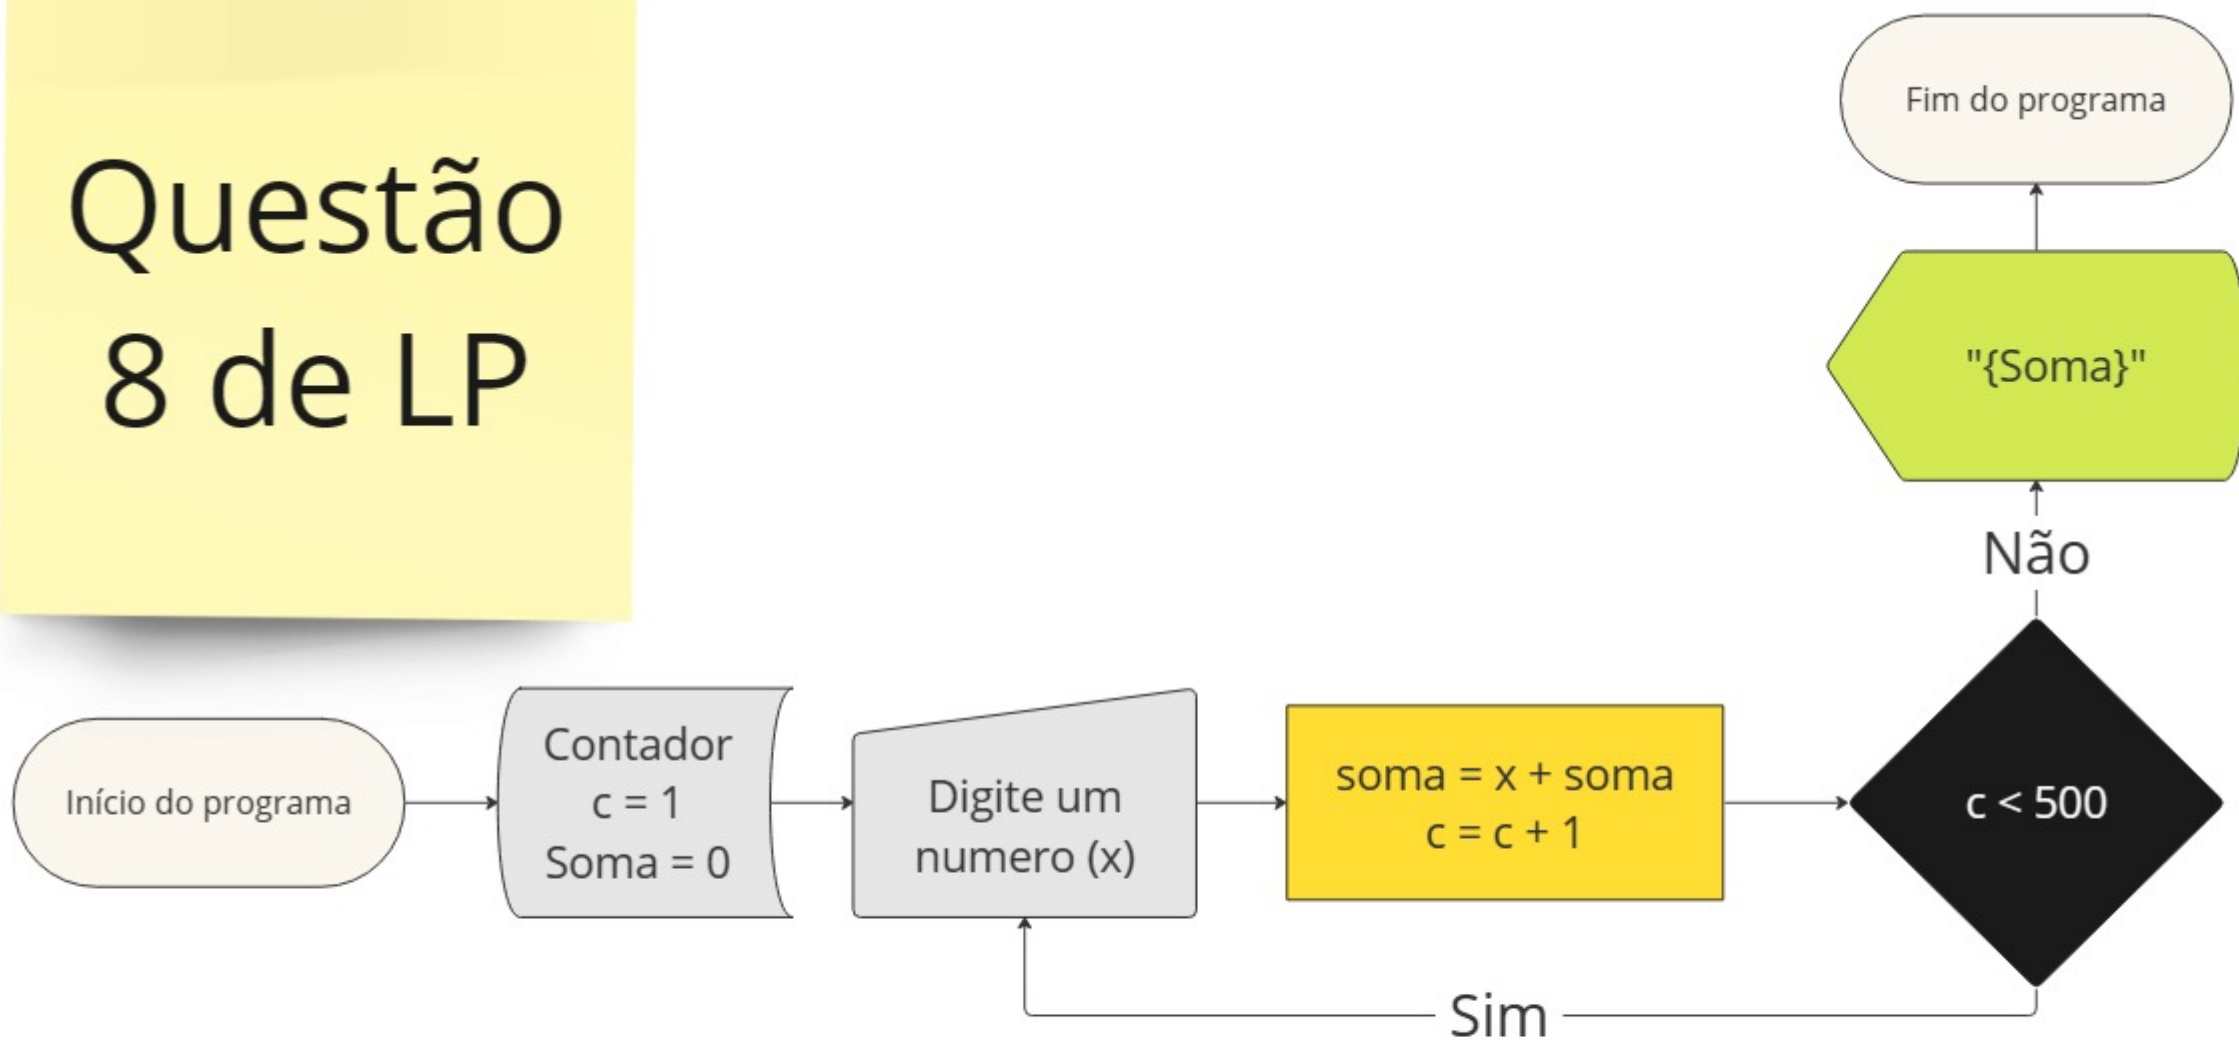 Questão
8 de LP
Início do programa
Contador
c = 1
Soma = 0
Digite um
numero (x)
soma = x + soma
c = c + 1
c < 500
Sim
Não
"{Soma}"
Fim do programa